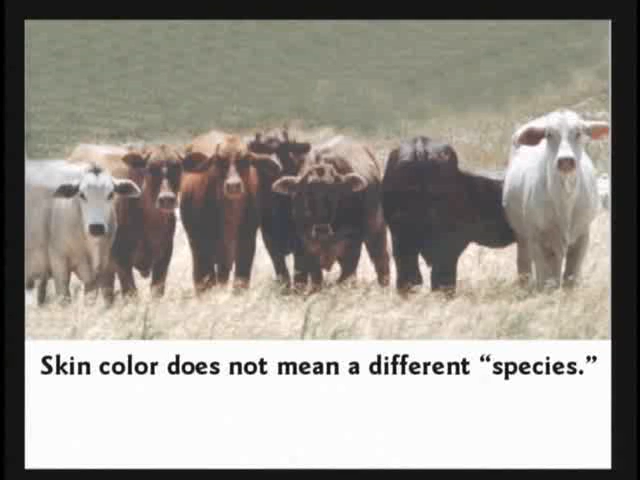 Skin color does not mean a different “species.”